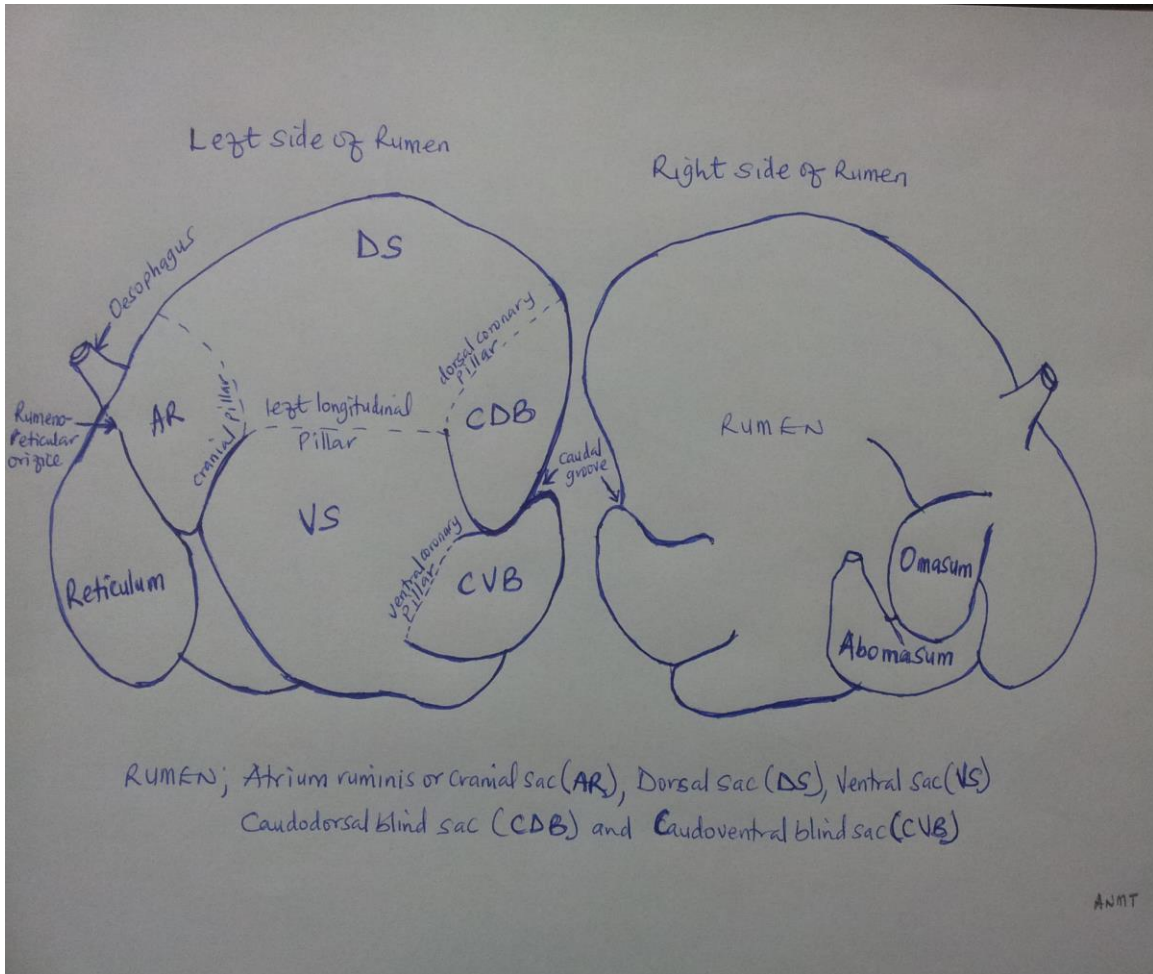 Left side of Rumen
Right side of Rumen
Oesophagus
DS
dorsal coronary
Pillar
Rumeno-
reticular
orifice
AR
cranial Pillar
left longitudinal
Pillar
CDB
caudal
groove
RUMEN
VS
ventral coronary
Pillar
CVB
Reticulum
Omasum
Abomasum
RUMEN; Atrium ruminis or cranial sac (AR), Dorsal sac (DS), Ventral sac (VS)
Caudodorsal blind sac (CDB) and Caudoventral blind sac (CVB)
ANMT